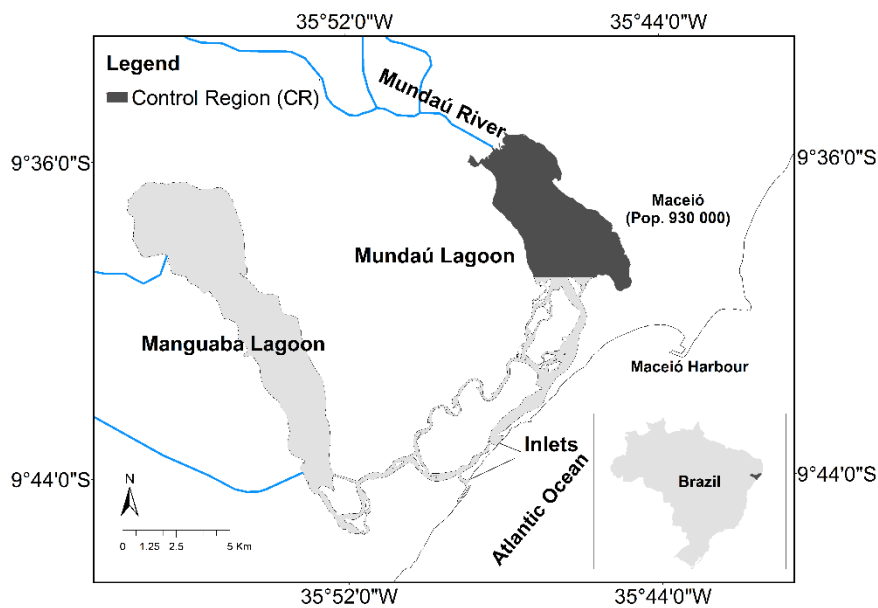 35°52'0"W 35°44'0"W
Legend
Control Region (CR)
Mundaú River
9°36'0"S 9°36'0"S
Maceió
(Pop. 930 000)
Mundaú Lagoon
Manguaba Lagoon
Maceió Harbour
Inlets
Atlantic Ocean
Brazil
9°44'0"S 9°44'0"S
N
0 1.25 2.5 5 Km
35°52'0"W 35°44'0"W